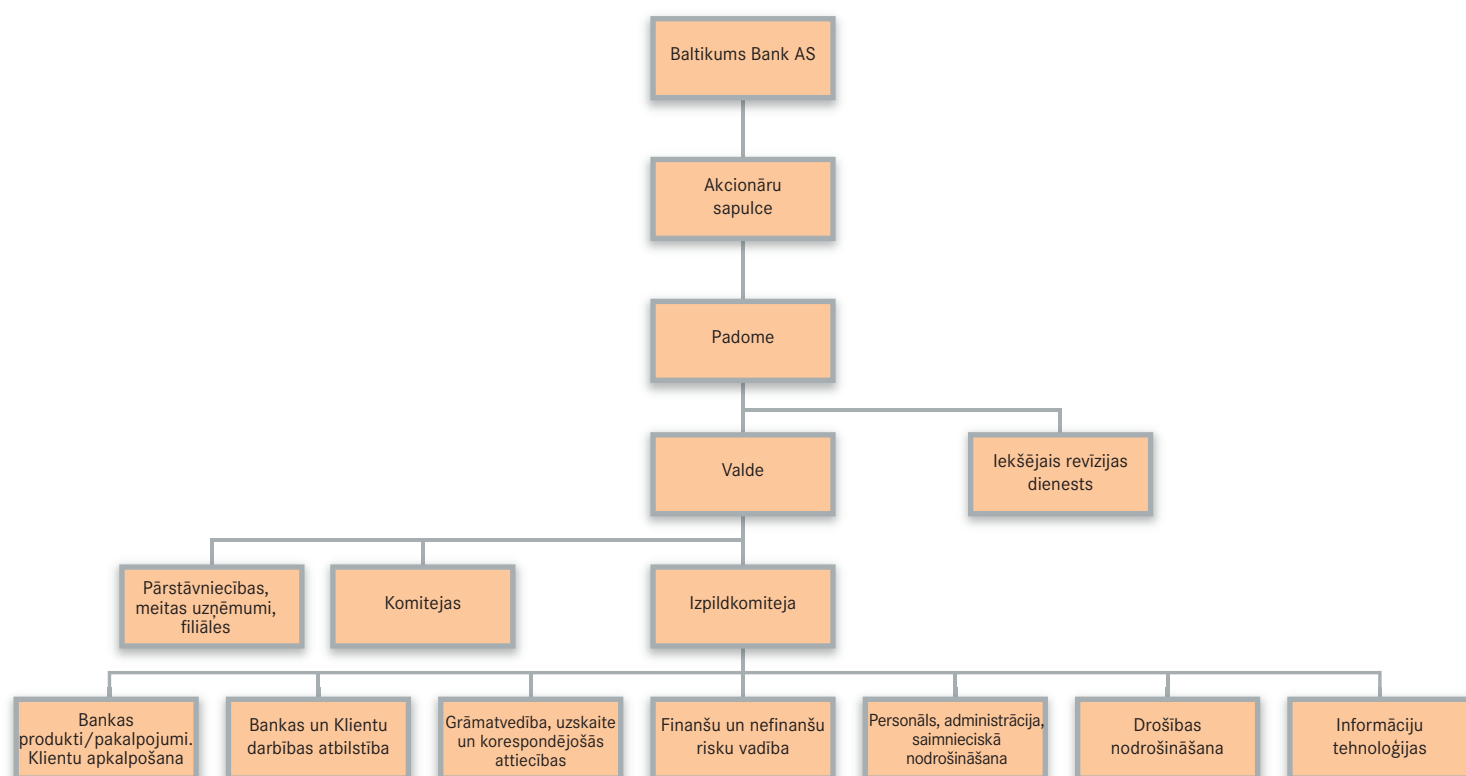 Baltikums Bank AS
Akcionāru
sapulce
Padome
Valde
Iekšējais revīzijas
dienests
Pārstāvniecības,
meitas uzņēmumi,
filiāles
Komitejas
Izpildkomiteja
Bankas
produkti/pakalpojumi.
Klientu apkalpošana
Bankas un Klientu
darbības atbilstība
Grāmatvedība, uzskaite
un korespondējošās
attiecības
Finanšu un nefinanšu
risku vadība
Personāls, administrācija,
saimnieciskā
nodrošināšana
Drošības
nodrošināšana
Informāciju
tehnoloģijas